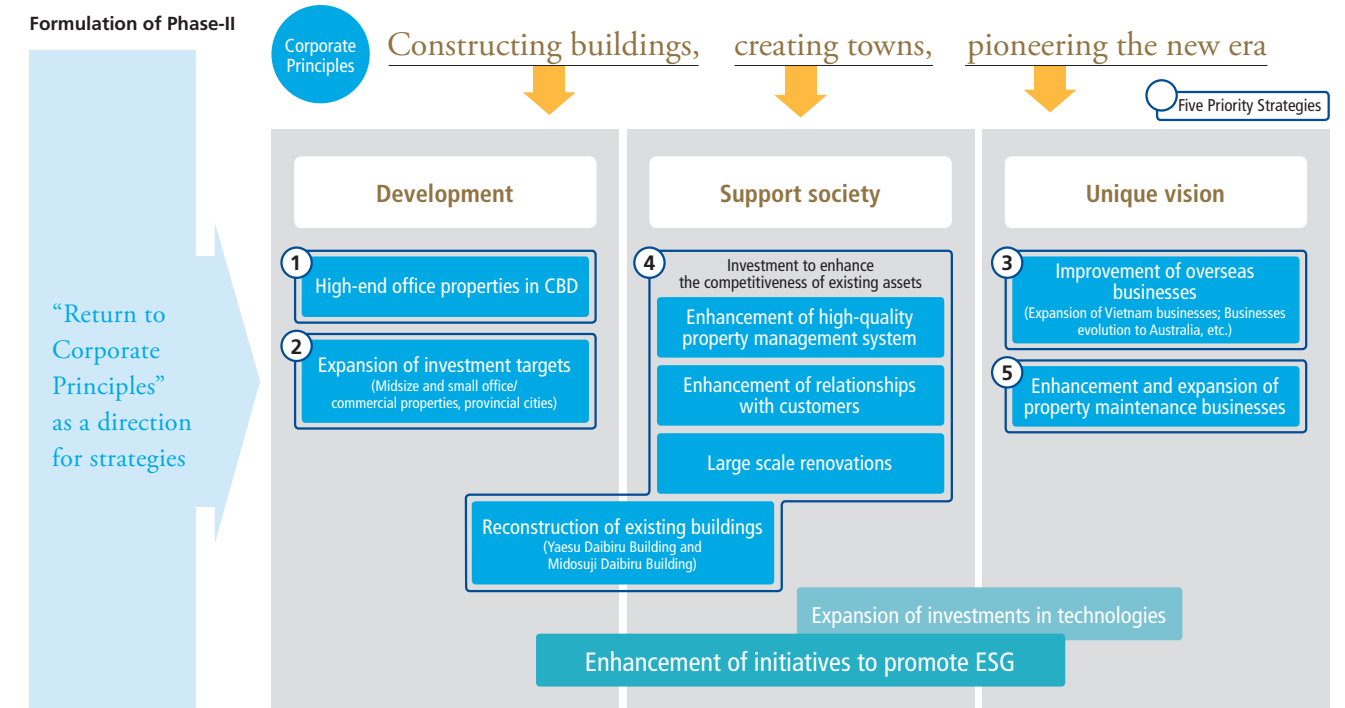 Formulation of Phase-II
Corporate
Principles
Constructing buildings, creating towns, pioneering the new era
Five Priority Strategies
“Return to
Corporate
Principles”
as a direction
for strategies
Development
1
High-end office properties in CBD
2
Expansion of investment targets
(Midsize and small office/
commercial properties, provincial cities)
Support society
4
Investment to enhance
the competitiveness of existing assets
Enhancement of high-quality
property management system
Enhancement of relationships
with customers
Large scale renovations
Reconstruction of existing buildings
(Yaesu Daibiru Building and
Midosuji Daibiru Building)
Unique vision
3
Improvement of overseas
businesses
(Expansion of Vietnam businesses; Businesses
evolution to Australia, etc.)
5
Enhancement and expansion of
property maintenance businesses
Expansion of investments in technologies
Enhancement of initiatives to promote ESG